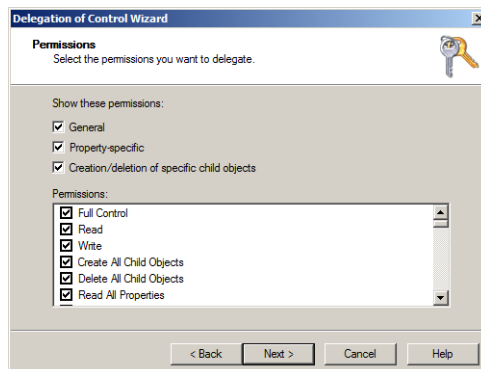 Delegation of Control Wizard
Permissions
Select the permissions you want to delegate.
Show these permissions:
General
Property-specific
Creation/deletion of specific child objects
Permissions:
Full Control
Read
Write
Create All Child Objects
Delete All Child Objects
Read All Properties
< Back Next > Cancel Help